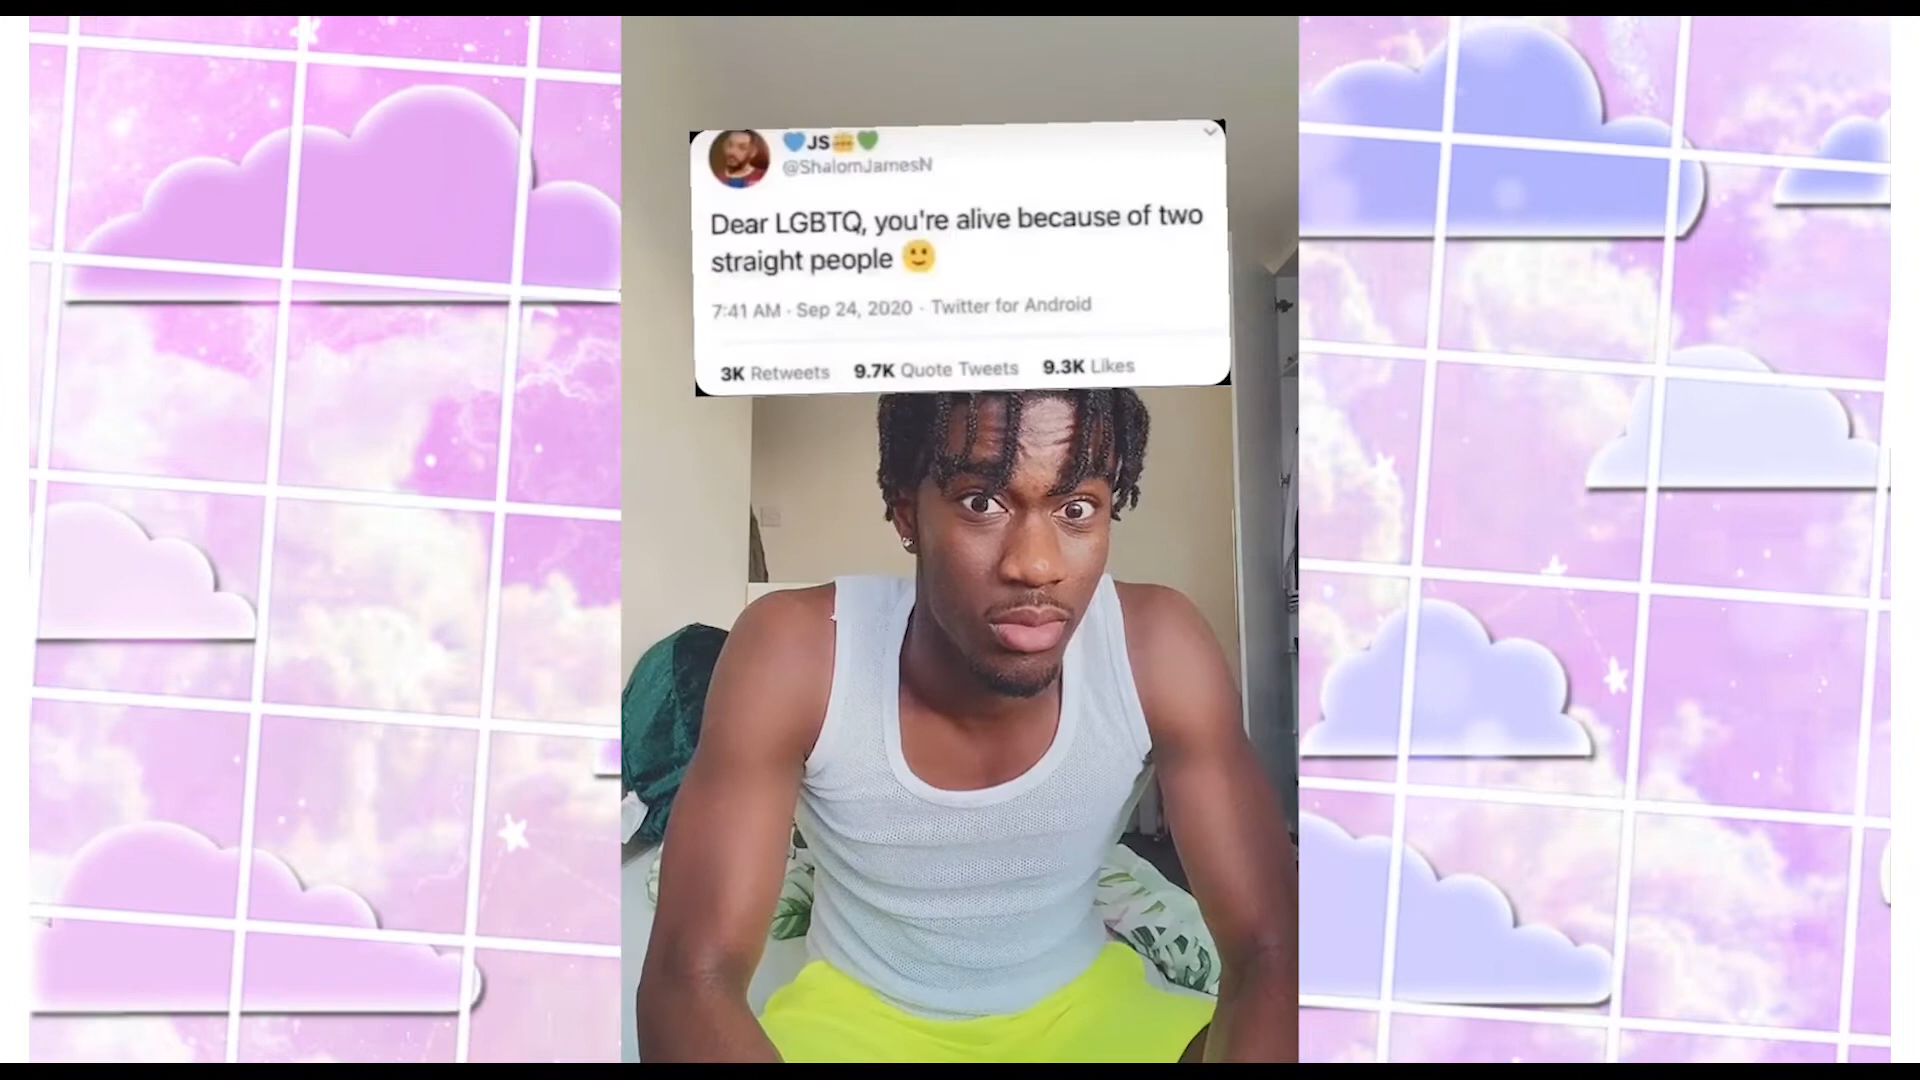 💙JS🤲💚
@ShalomJamesN
Dear LGBTQ, you're alive because of two
straight people 🙂
7:41 AM · Sep 24, 2020 · Twitter for Android
3K Retweets 9.7K Quote Tweets 9.3K Likes